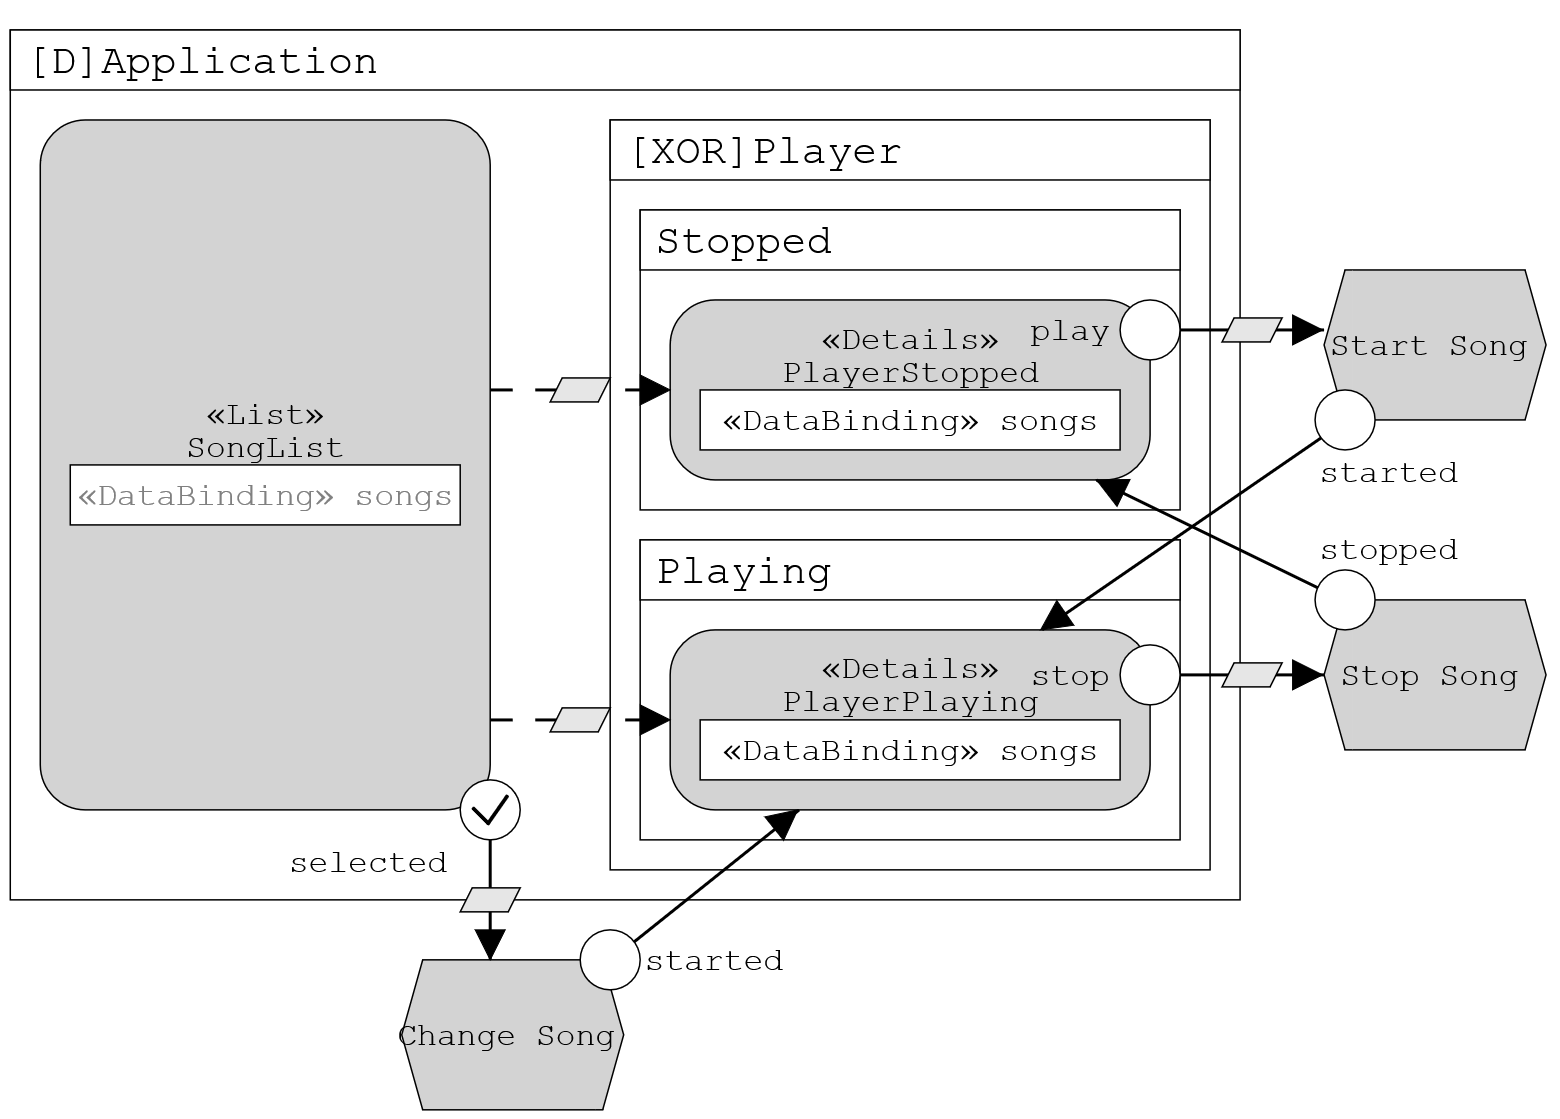 [D]Application
[XOR]Player
Stopped
«Details»
play
PlayerStopped
«DataBinding» songs
Start Song
started
«List»
SongList
«DataBinding» songs
stopped
Playing
«Details»
stop
PlayerPlaying
«DataBinding» songs
Stop Song
selected
started
Change Song